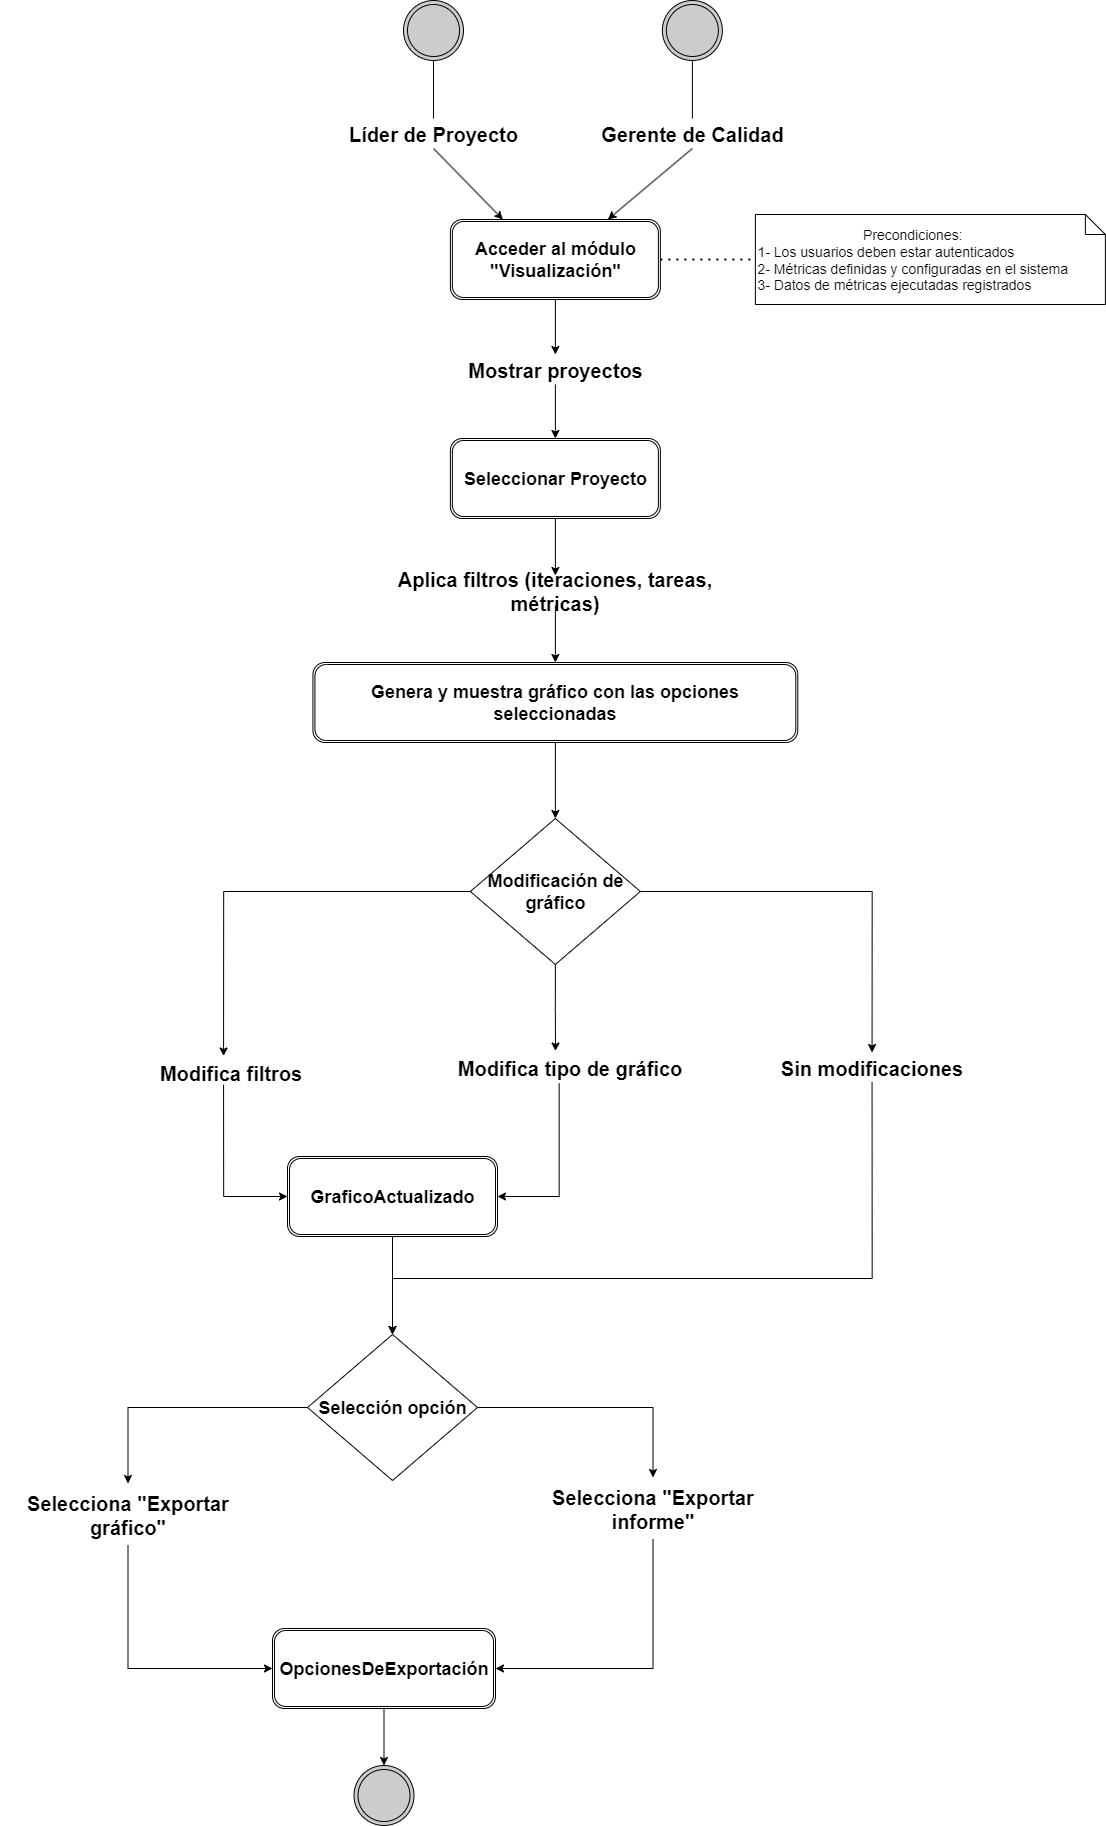 Líder de Proyecto
Gerente de Calidad
Acceder al módulo
"Visualización"
Precondiciones:
1- Los usuarios deben estar autenticados
2- Métricas definidas y configuradas en el sistema
3- Datos de métricas ejecutadas registrados
Mostrar proyectos
Seleccionar Proyecto
Aplica filtros (iteraciones, tareas,
métricas)
Genera y muestra gráfico con las opciones
seleccionadas
Modificación de
gráfico
Modifica filtros
Modifica tipo de gráfico
Sin modificaciones
GraficoActualizado
Selección opción
Selecciona "Exportar
gráfico"
Selecciona "Exportar
informe"
OpcionesDeExportación